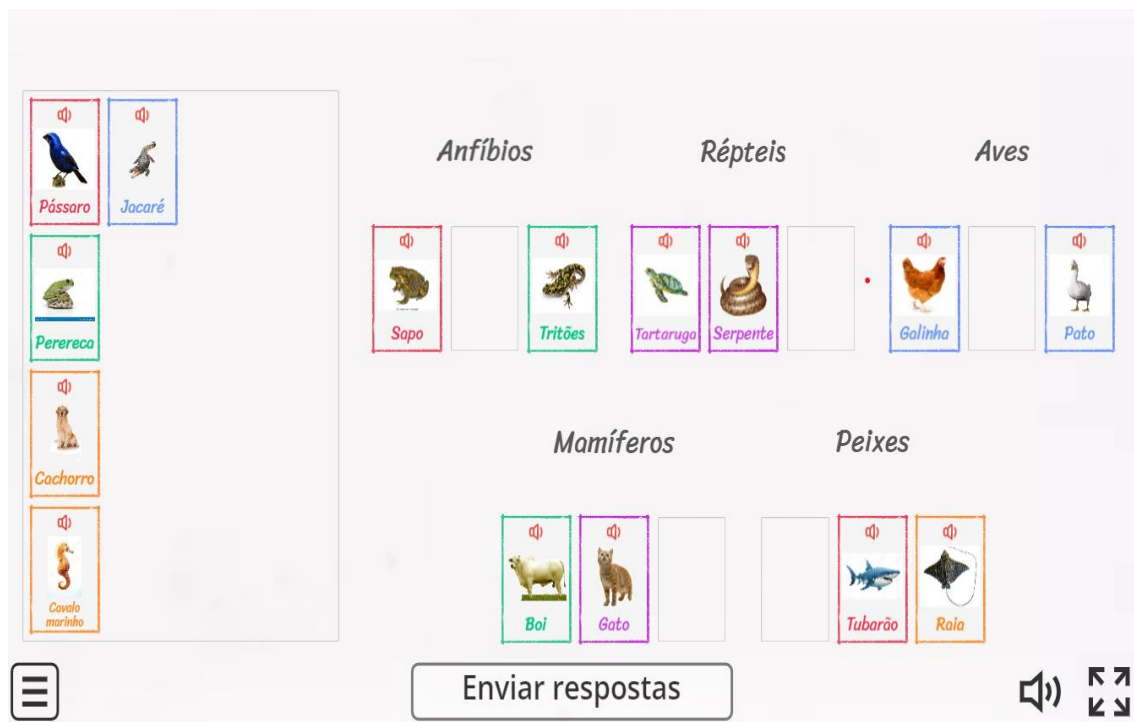 Pássaro
Jacaré
Perereca
Cachorro
Cavalo
marinho
Anfíbios
Répteis
Aves
Sapo
Tritões
Tartaruga
Serpente
Galinha
Pato
Mamíferos
Peixes
Boi
Gato
Tubarão
Raia
Enviar respostas